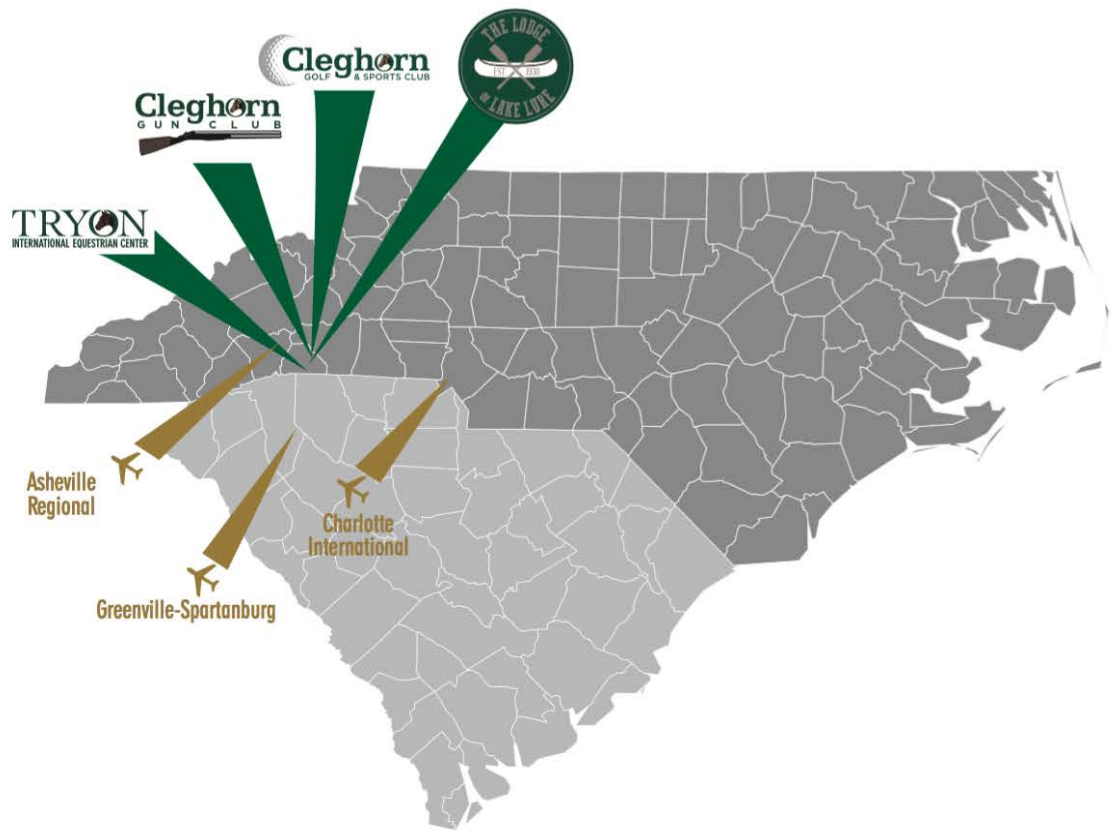 THE LODGE
EST. 1930
ON LAKE LURE
Cleghorn
GOLF & SPORTS CLUB
Cleghorn
GUN CLUB
TRYON
INTERNATIONAL EQUESTRIAN CENTER
Asheville
Regional
Charlotte
International
Greenville-Spartanburg